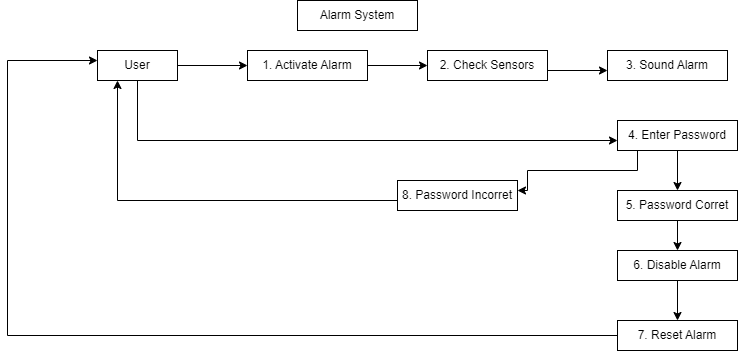 Alarm System
User
1. Activate Alarm
2. Check Sensors
3. Sound Alarm
4. Enter Password
8. Password Incorret
5. Password Corret
6. Disable Alarm
7. Reset Alarm